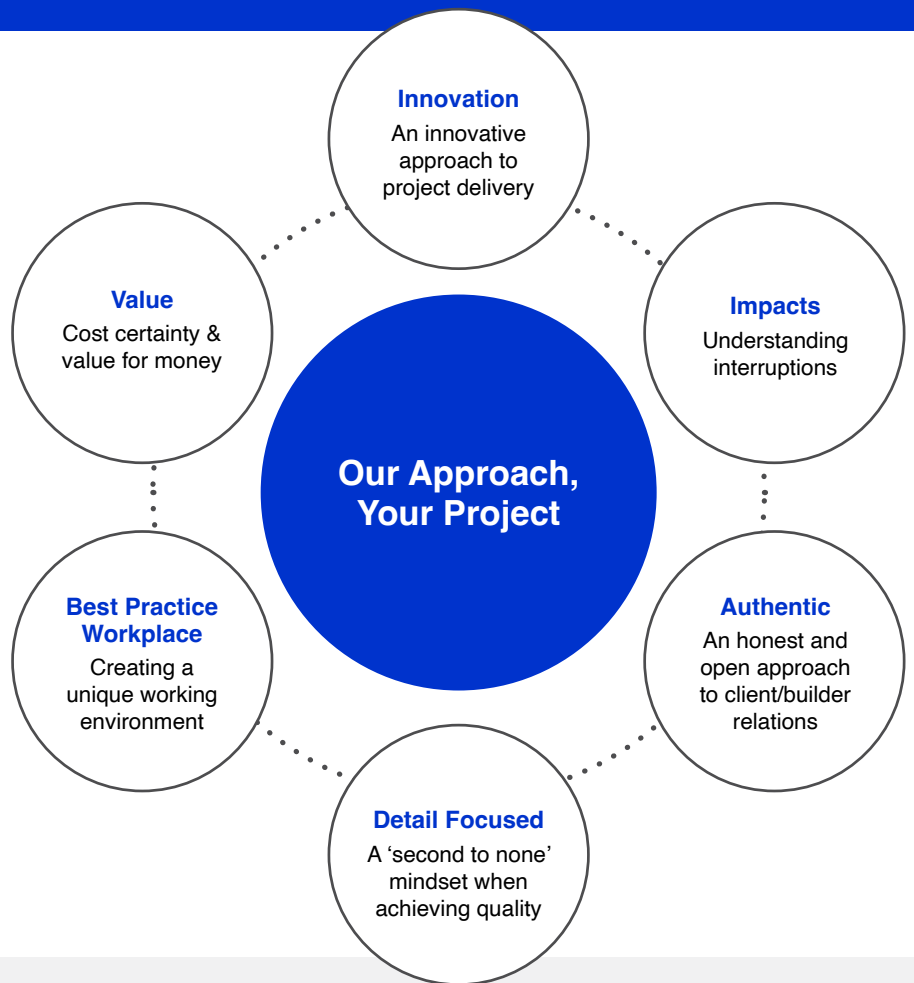 Innovation
An innovative
approach to
project delivery
Value
Cost certainty &
value for money
Impacts
Understanding
interruptions
Our Approach,
Your Project
Best Practice
Workplace
Creating a
unique working
environment
Authentic
An honest and
open approach
to client/builder
relations
Detail Focused
A ‘second to none’
mindset when
achieving quality